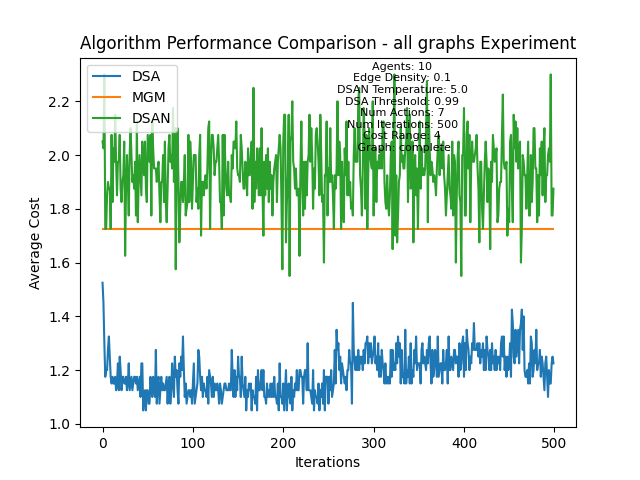 Algorithm Performance Comparison - all graphs Experiment
DSA
MGM
DSAN
Agents: 10
Edge Density: 0.1
DSAN Temperature: 5.0
DSA Threshold: 0.99
Num Actions: 7
Num Iterations: 500
Cost Range: 4
Graph: complete
Average Cost
2.2
2.0
1.8
1.6
1.4
1.2
1.0
0 100 200 300 400 500
Iterations